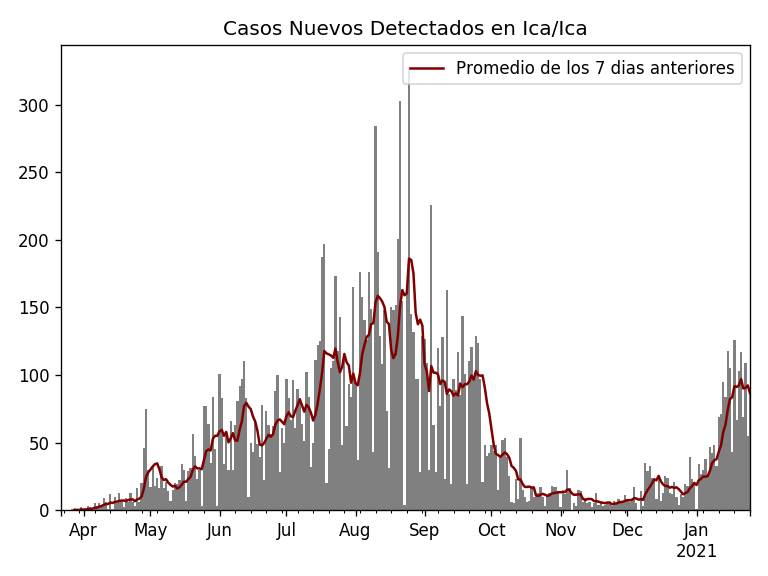 Casos Nuevos Detectados en Ica/Ica
Promedio de los 7 dias anteriores
300
250
200
150
100
50
0
Apr May Jun Jul Aug Sep Oct Nov Dec Jan
2021